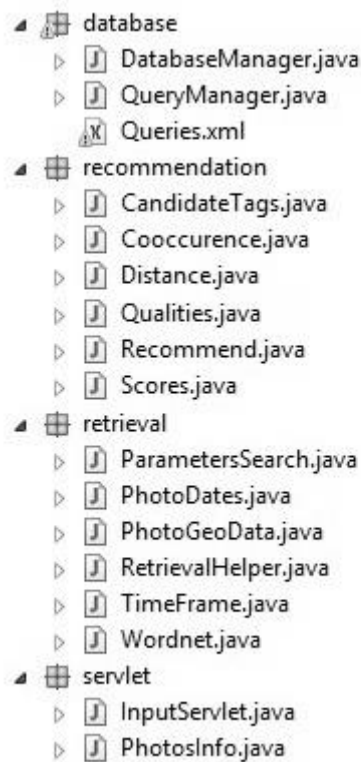 database
DatabaseManager.java
QueryManager.java
Queries.xml
recommendation
CandidateTags.java
Cooccurence.java
Distance.java
Qualities.java
Recommend.java
Scores.java
retrieval
ParametersSearch.java
PhotoDates.java
PhotoGeoData.java
RetrievalHelper.java
TimeFrame.java
Wordnet.java
servlet
InputServlet.java
PhotosInfo.java